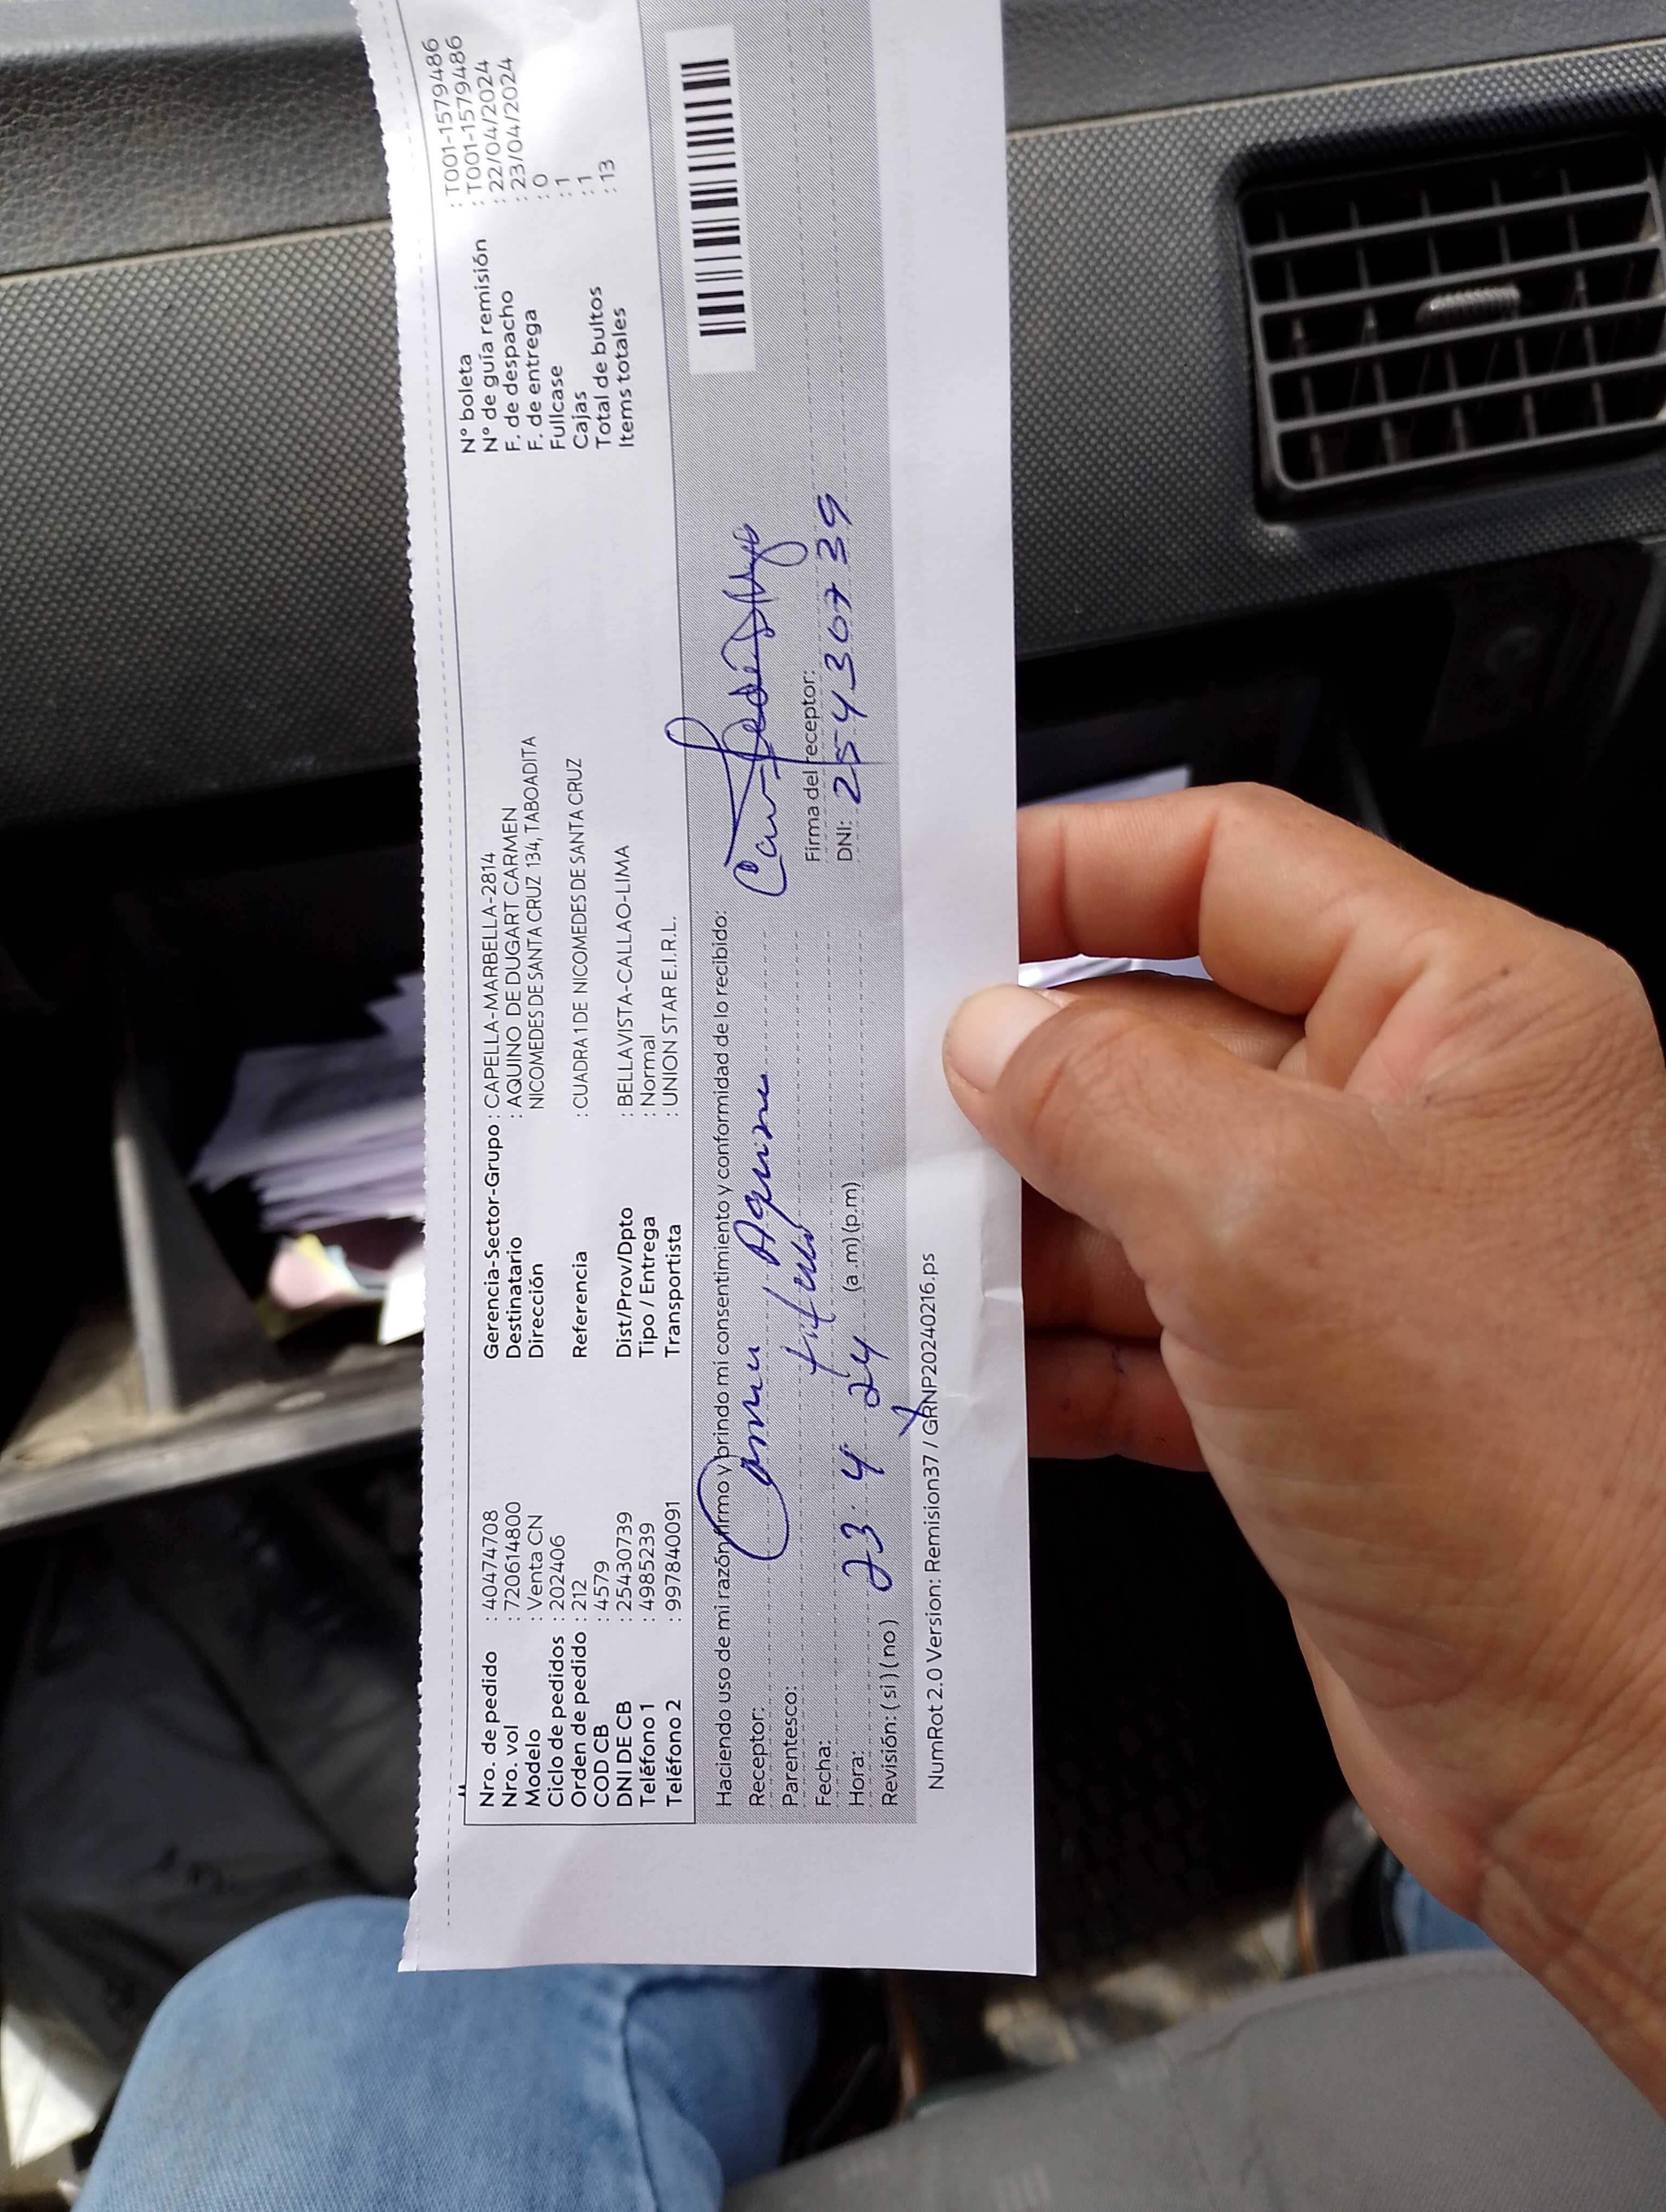 Nro. de pedido : 40474708 Gerencia-Sector-Grupo : CAPELLA-MARBELLA-2814 N° boleta : T001-1579486
Nro. vol : 720614800 Destinatario : AQUINO DE DUGART CARMEN N° de guía remisión : T001-1579486
Modelo : Venta CN Dirección NICOMEDES DE SANTA CRUZ 134, TABOADITA F. de despacho : 22/04/2024
Ciclo de pedidos : 202406 F. de entrega : 23/04/2024
Orden de pedido : 212 Referencia : CUADRA 1 DE NICOMEDES DE SANTA CRUZ Fullcase : 0
COD CB : 4579 Cajas : 1
DNI DE CB : 25430739 Dist/Prov/Dpto : BELLAVISTA-CALLAO-LIMA Total de bultos : 1
Teléfono 1 : 4985239 Tipo / Entrega : Normal Items totales : 13
Teléfono 2 : 997840091 Transportista : UNION STAR E.I.R.L.
Haciendo uso de mi razón firmo y brindo mi consentimiento y conformidad de lo recibido:
Receptor: Carmen Aquino
Parentesco: titular
Fecha: 23 4 24
Firma del receptor:
Hora: (a.m)(p.m) DNI: 25430739
Revisión: ( si ) ( no )
NumRot 2.0 Version: Remision37 / GRNP20240216.ps